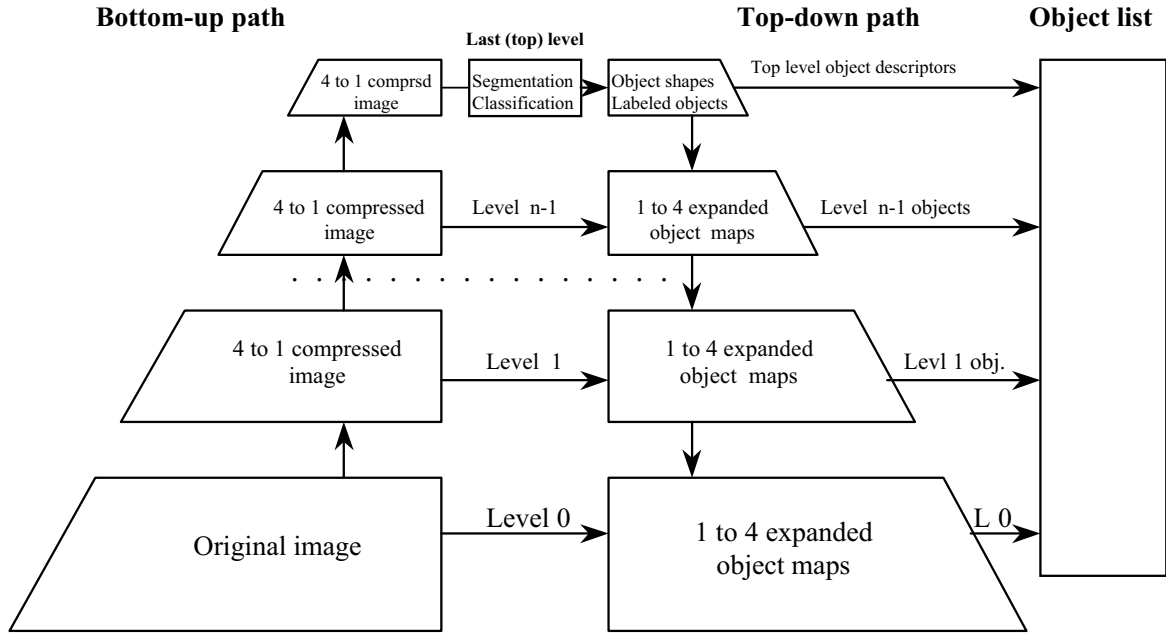 Bottom-up path
Top-down path
Object list
Last (top) level
4 to 1 comprsd
image
Segmentation
Classification
Object shapes
Labeled objects
Top level object descriptors
4 to 1 compressed
image
Level n-1
1 to 4 expanded
object maps
Level n-1 objects
. . . . . . . . . . . . . . . . .
4 to 1 compressed
image
Level 1
1 to 4 expanded
object maps
Levl 1 obj.
Original image
Level 0
1 to 4 expanded
object maps
L 0